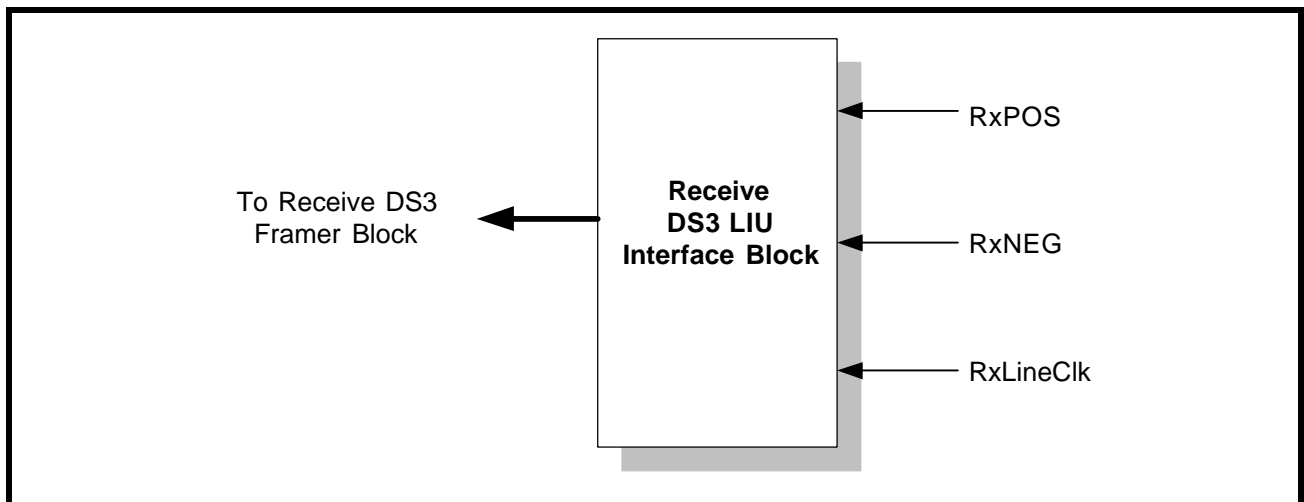 To Receive DS3
Framer Block
Receive
DS3 LIU
Interface Block
RxPOS
RxNEG
RxLineClk